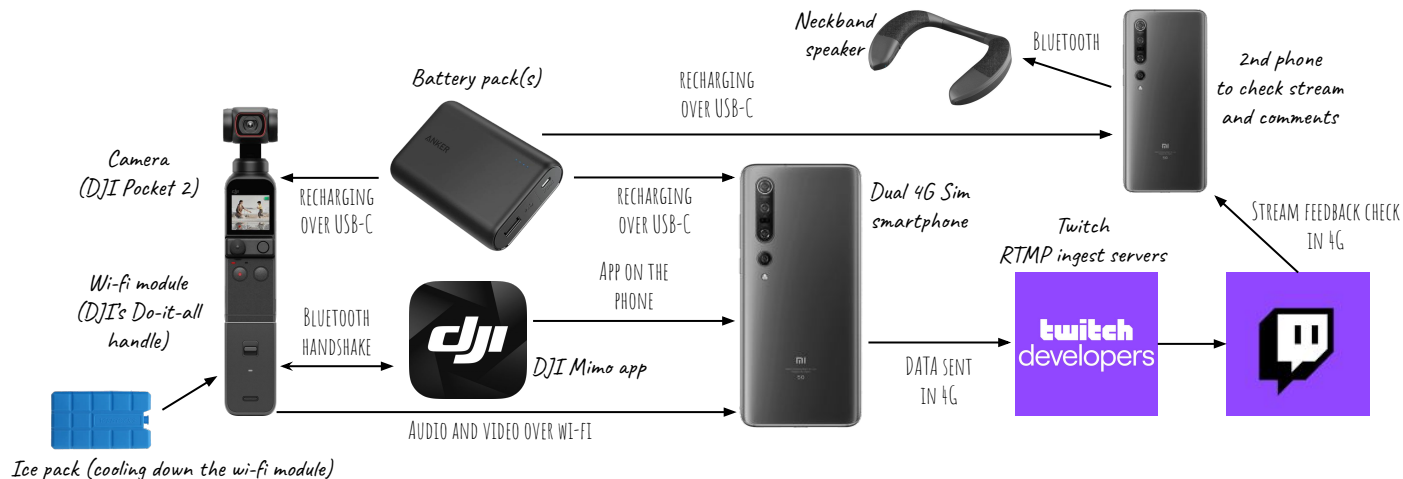 Neckband
speaker
Bluetooth
2nd phone
to check stream
and comments
Battery pack(s)
recharging
over USB-C
ANKER
Camera
(DJI Pocket 2)
recharging
over USB-C
recharging
over USB-C
Dual 4G Sim
smartphone
Stream feedback check
in 4G
Twitch
RTMP ingest servers
Wi-fi module
(DJI's Do-it-all
handle)
App on the
phone
Bluetooth
handshake
dji
DJI Mimo app
twitch
developers
Data sent
in 4G
Audio and video over wi-fi
Ice pack (cooling down the wi-fi module)